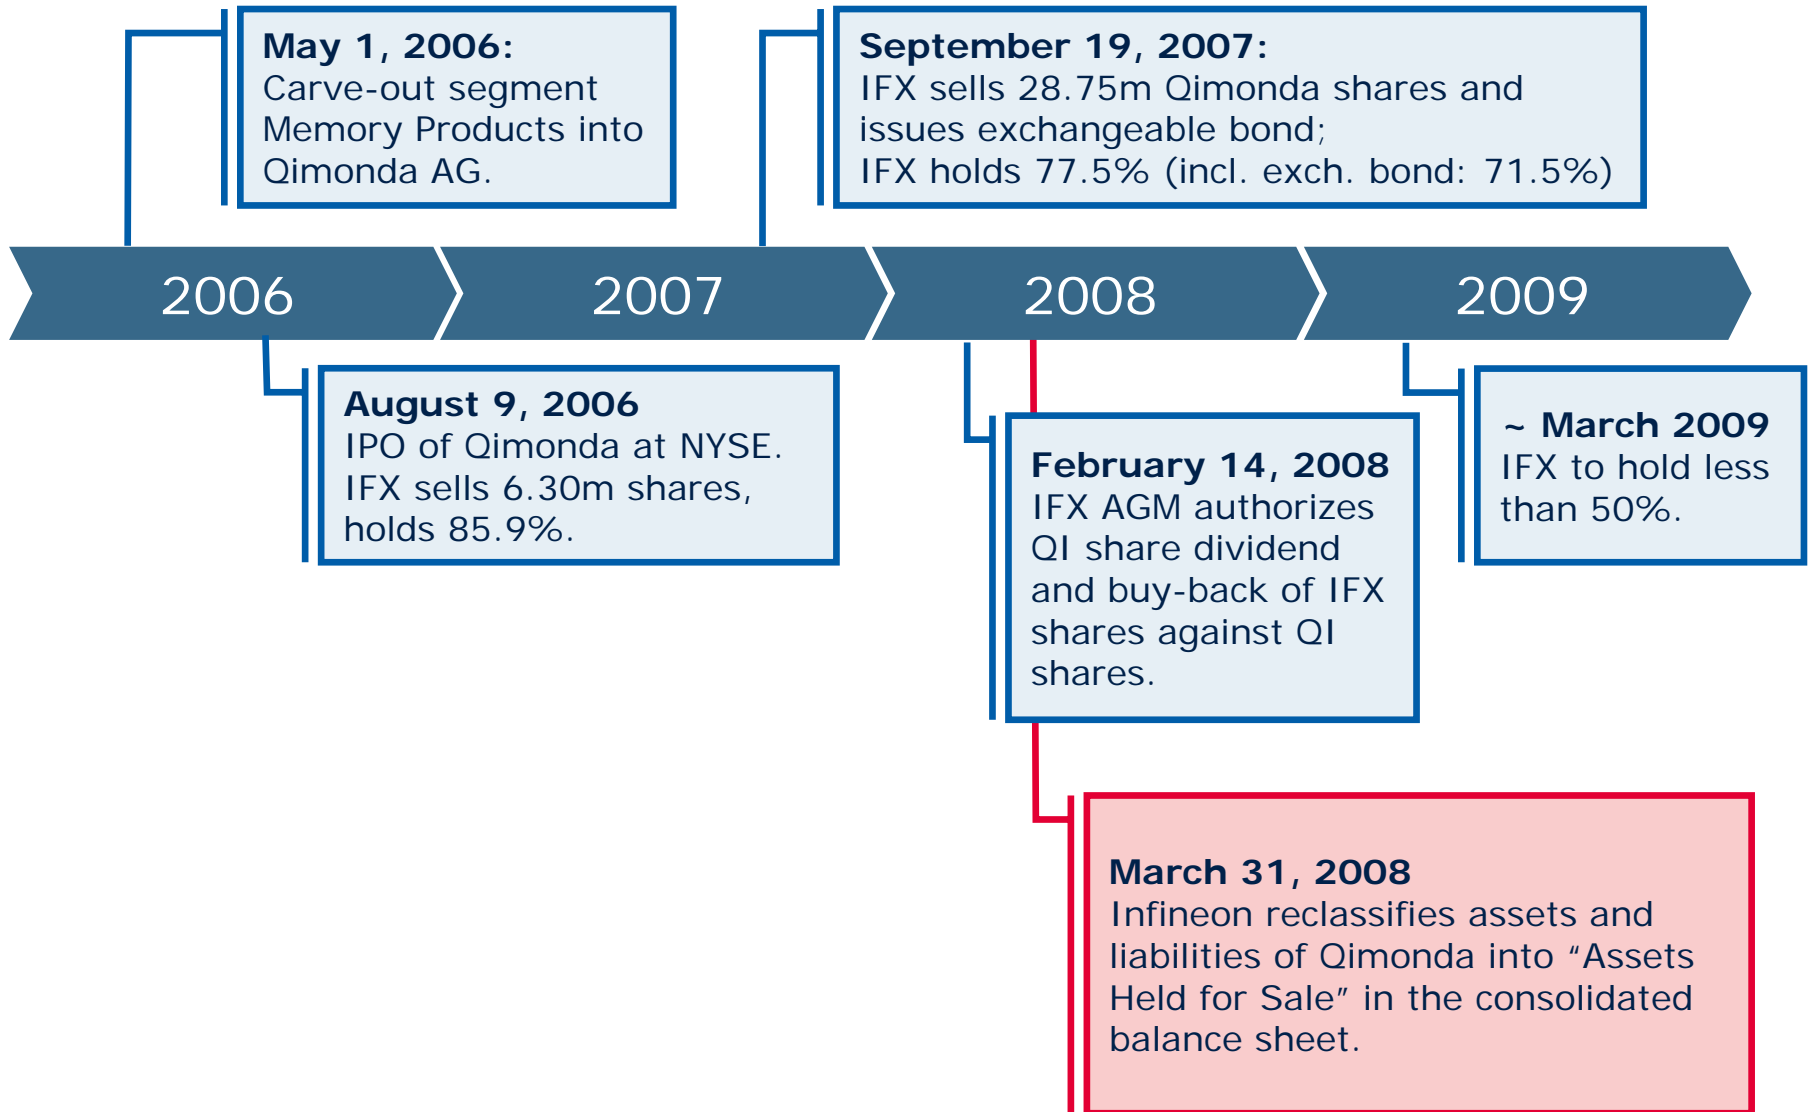 May 1, 2006:
Carve-out segment
Memory Products into
Qimonda AG.
September 19, 2007:
IFX sells 28.75m Qimonda shares and
issues exchangeable bond;
IFX holds 77.5% (incl. exch. bond: 71.5%)
2006
2007
2008
2009
August 9, 2006
IPO of Qimonda at NYSE.
IFX sells 6.30m shares,
holds 85.9%.
February 14, 2008
IFX AGM authorizes
QI share dividend
and buy-back of IFX
shares against QI
shares.
~ March 2009
IFX to hold less
than 50%.
March 31, 2008
Infineon reclassifies assets and
liabilities of Qimonda into “Assets
Held for Sale” in the consolidated
balance sheet.